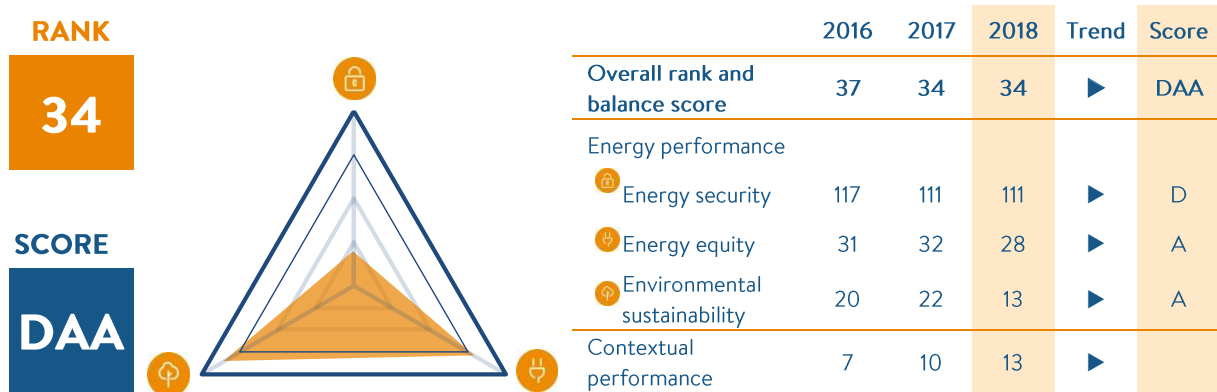 RANK
34
SCORE
DAA
2016 2017 2018 Trend Score
Overall rank and
balance score 37 34 34 ▶ DAA
Energy performance
Energy security 117 111 111 ▶ D
Energy equity 31 32 28 ▶ A
Environmental
sustainability 20 22 13 ▶ A
Contextual
performance 7 10 13 ▶